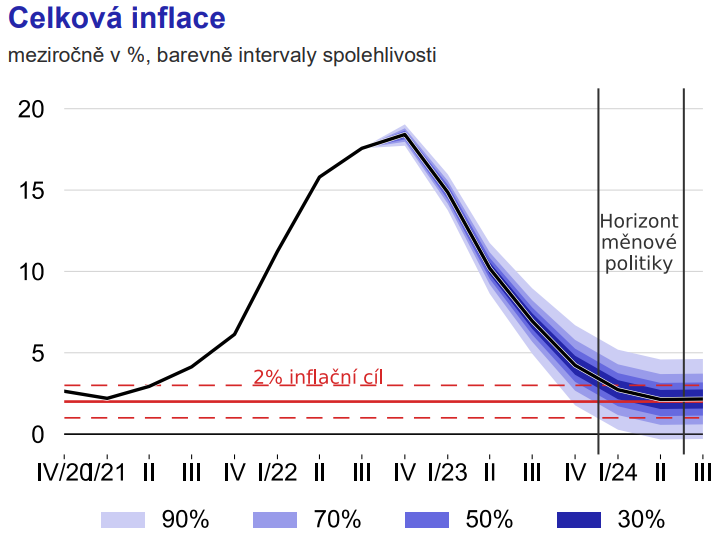 Celková inflace
meziročně v %, barevně intervaly spolehlivosti
20
15
10
5
0
Horizont
měnové
politiky
2% inflační cíl
IV/20 I/21 II III IV I/22 II III IV I/23 II III IV I/24 II III
90% 70% 50% 30%